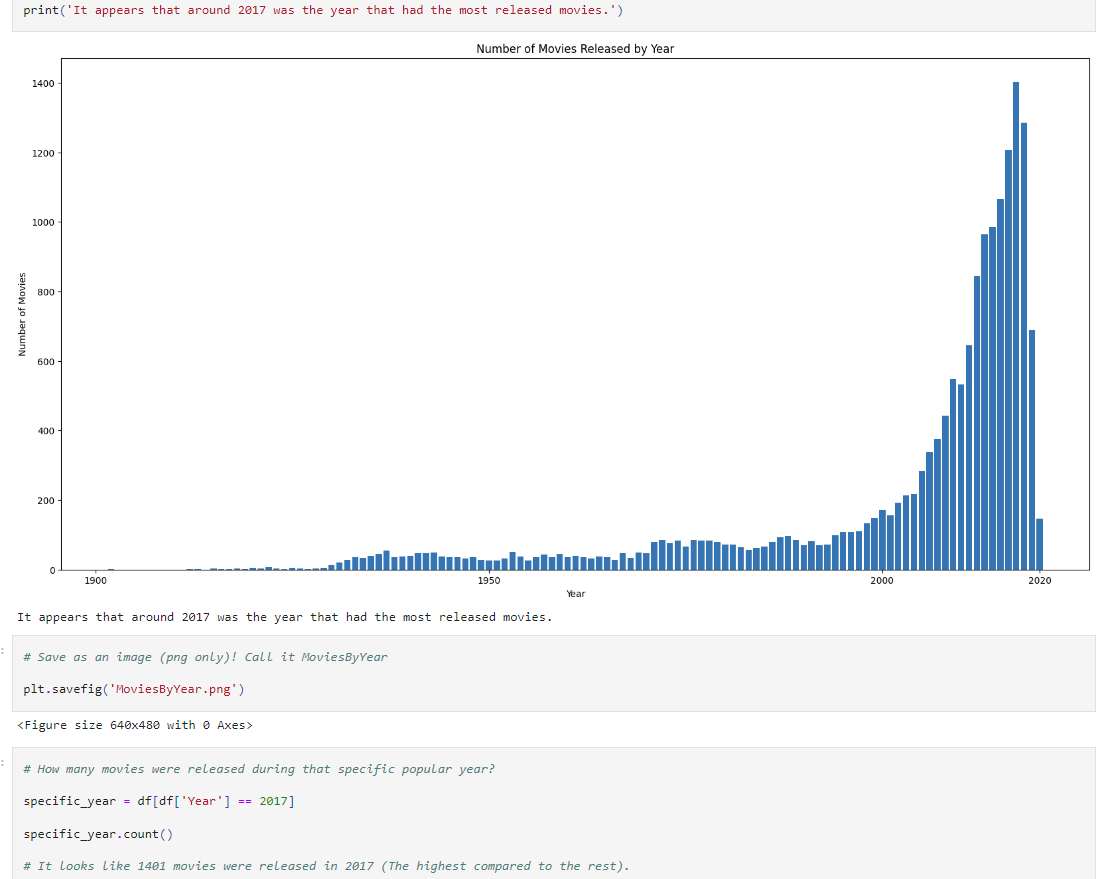 print('It appears that around 2017 was the year that had the most released movies.')
Number of Movies Released by Year
1400
1200
1000
800
600
400
200
0
Number of Movies
1900
1950
2000
2020
Year
It appears that around 2017 was the year that had the most released movies.
:
# Save as an image (png only)! Call it MoviesByYear
plt.savefig('MoviesByYear.png')
<Figure size 640x480 with 0 Axes>
:
# How many movies were released during that specific popular year?
specific_year = df[df['Year'] == 2017]
specific_year.count()
# It looks like 1401 movies were released in 2017 (The highest compared to the rest).